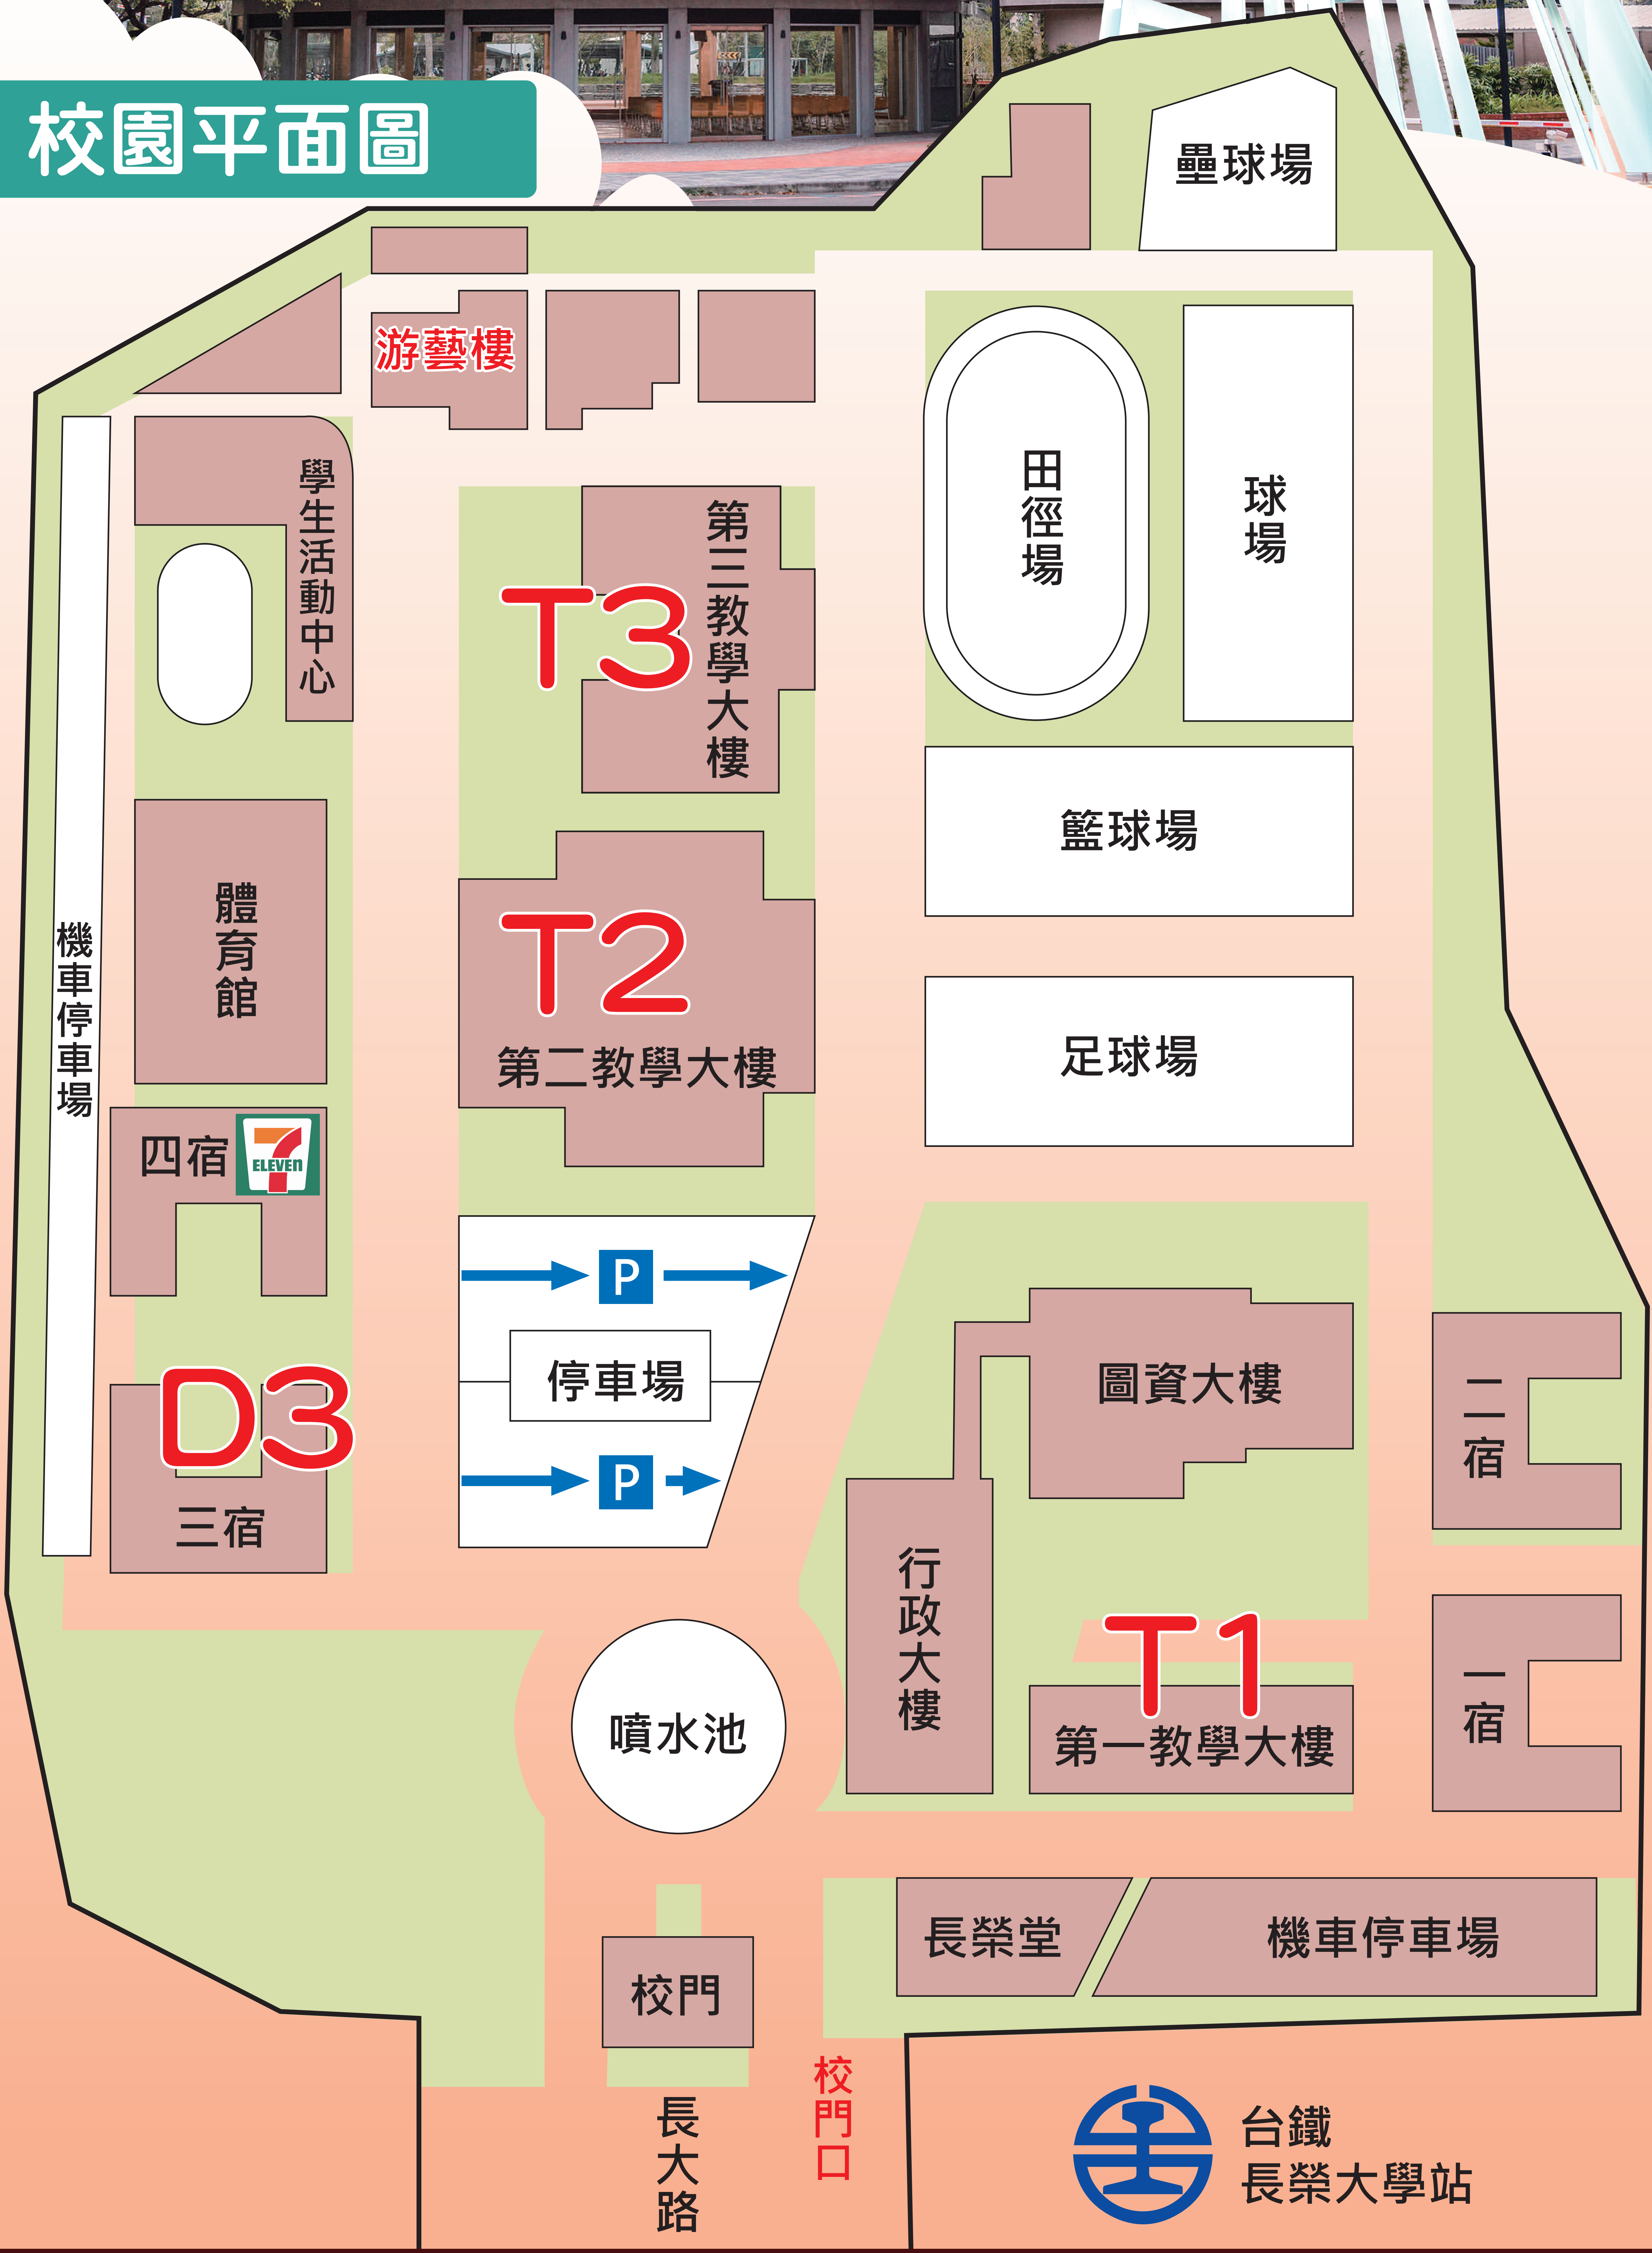 校園平面圖
壘球場
游藝樓
田徑場
球場
學生活動中心
第三教學大樓
T3
籃球場
體育館
機車停車場
T2
第二教學大樓
足球場
四宿
7
ELEVEN
P
停車場
P
圖資大樓
二宿
D3
三宿
行政大樓
T1
第一教學大樓
一宿
噴水池
長榮堂
機車停車場
校門
校門口
長大路
台鐵
長榮大學站